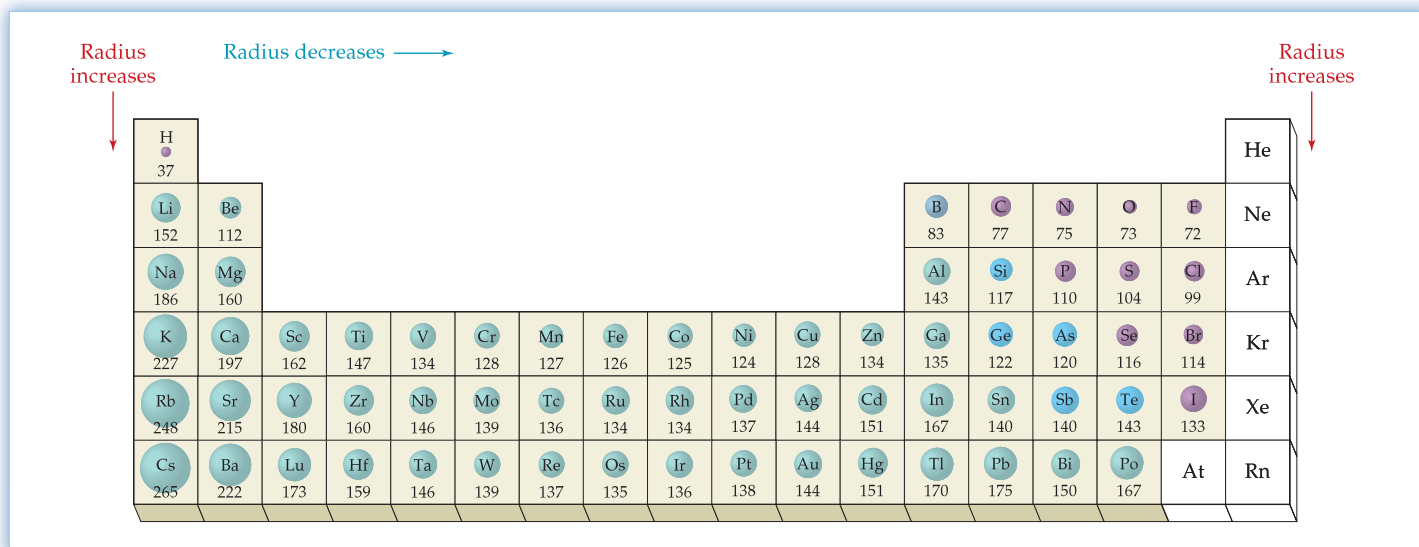 Radius
increases
Radius decreases
Radius
increases
H
37
He
Li Be B C N O F Ne
152 112 83 77 75 73 72
Na Mg Al Si P S Cl Ar
186 160 143 117 110 104 99
K Ca Sc Ti V Cr Mn Fe Co Ni Cu Zn Ga Ge As Se Br Kr
227 197 162 147 134 128 127 126 125 124 128 134 135 122 120 116 114
Rb Sr Y Zr Nb Mo Tc Ru Rh Pd Ag Cd In Sn Sb Te I Xe
248 215 180 160 146 139 136 134 134 137 144 151 167 140 140 143 133
Cs Ba Lu Hf Ta W Re Os Ir Pt Au Hg Tl Pb Bi Po At Rn
265 222 173 159 146 139 137 135 136 138 144 151 170 175 150 167